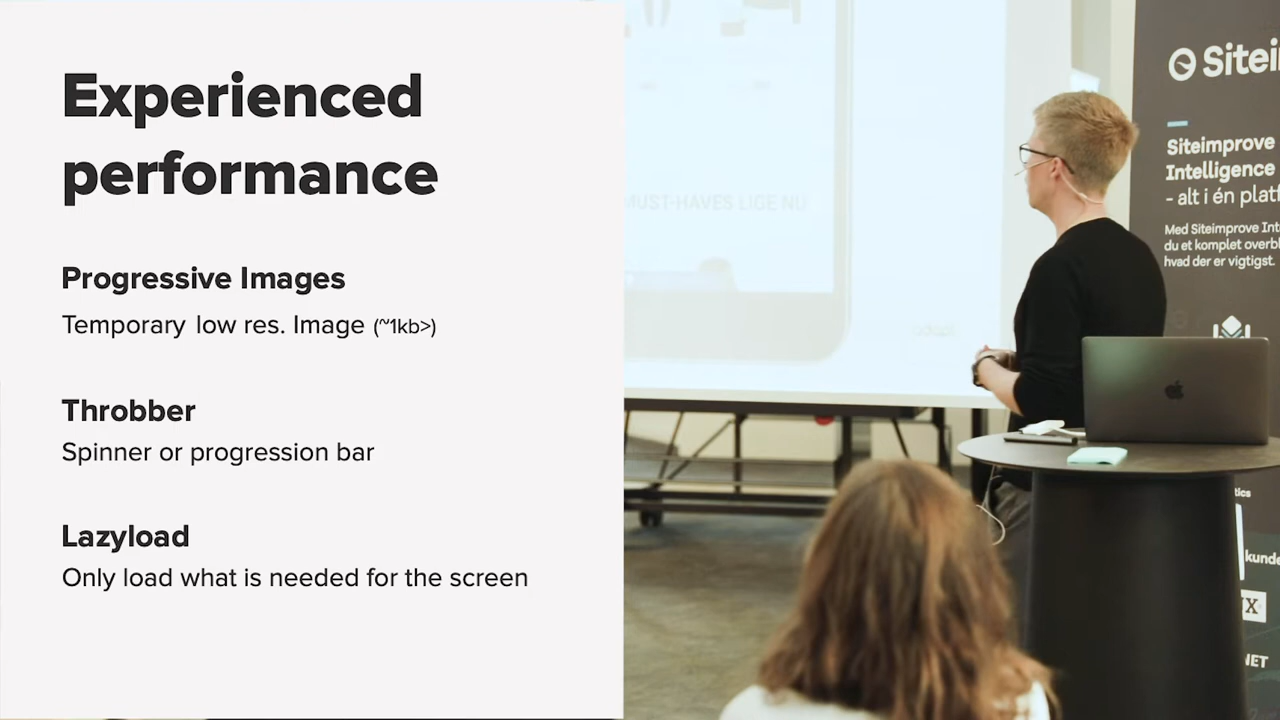 Experienced
performance
Progressive Images
Temporary low res. Image (~1kb>)
Throbber
Spinner or progression bar
Lazyload
Only load what is needed for the screen
MUST-HAVES LIGE NU
Sitei
Siteimprove
Intelligence
- alt i én platf
Med Siteimprove Int
du et komplet overbl
hvad der er vigtigst.
tics
kunde
X
NET